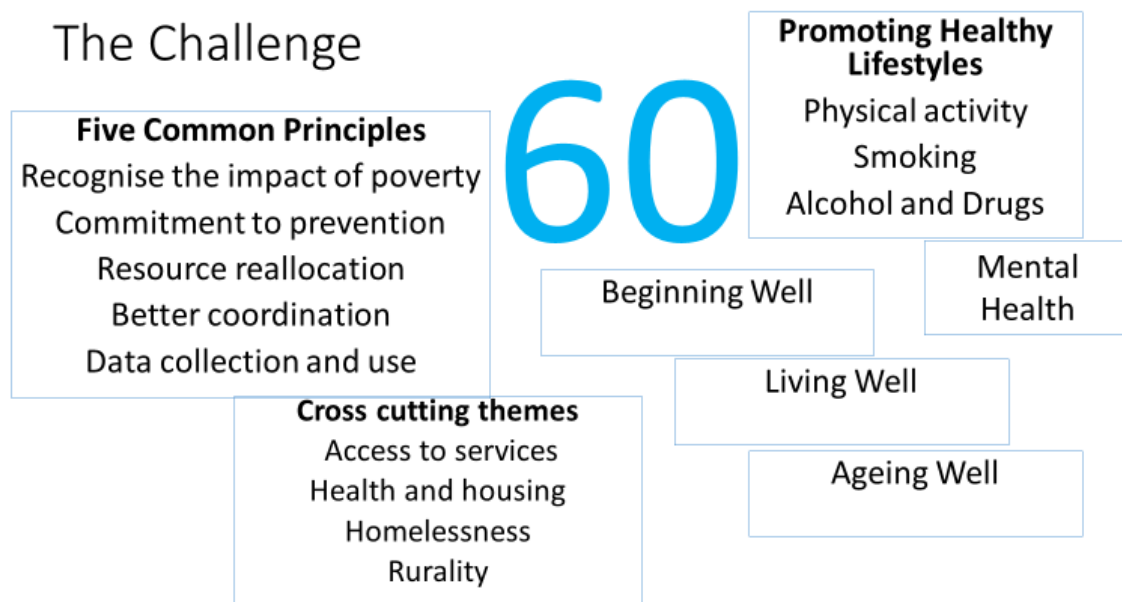 The Challenge
Five Common Principles
Recognise the impact of poverty
Commitment to prevention
Resource reallocation
Better coordination
Data collection and use
60
Promoting Healthy
Lifestyles
Physical activity
Smoking
Alcohol and Drugs
Mental
Health
Beginning Well
Living Well
Ageing Well
Cross cutting themes
Access to services
Health and housing
Homelessness
Rurality